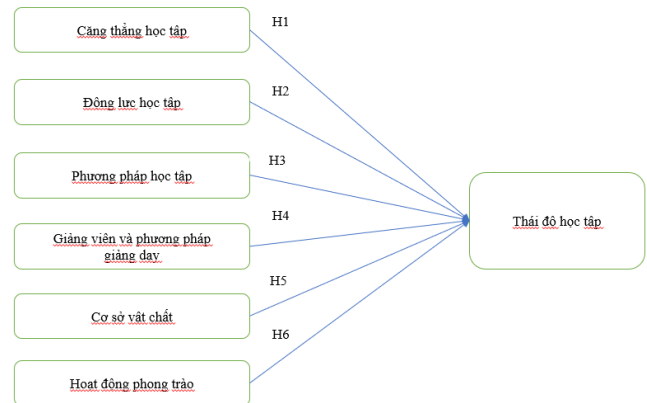 Căng thẳng học tập
H1
Động lực học tập
H2
Phương pháp học tập
H3
Giảng viên và phương pháp
giảng dạy
H4
Cơ sở vât chất
H5
Hoạt động phong trào
H6
Thái độ học tập